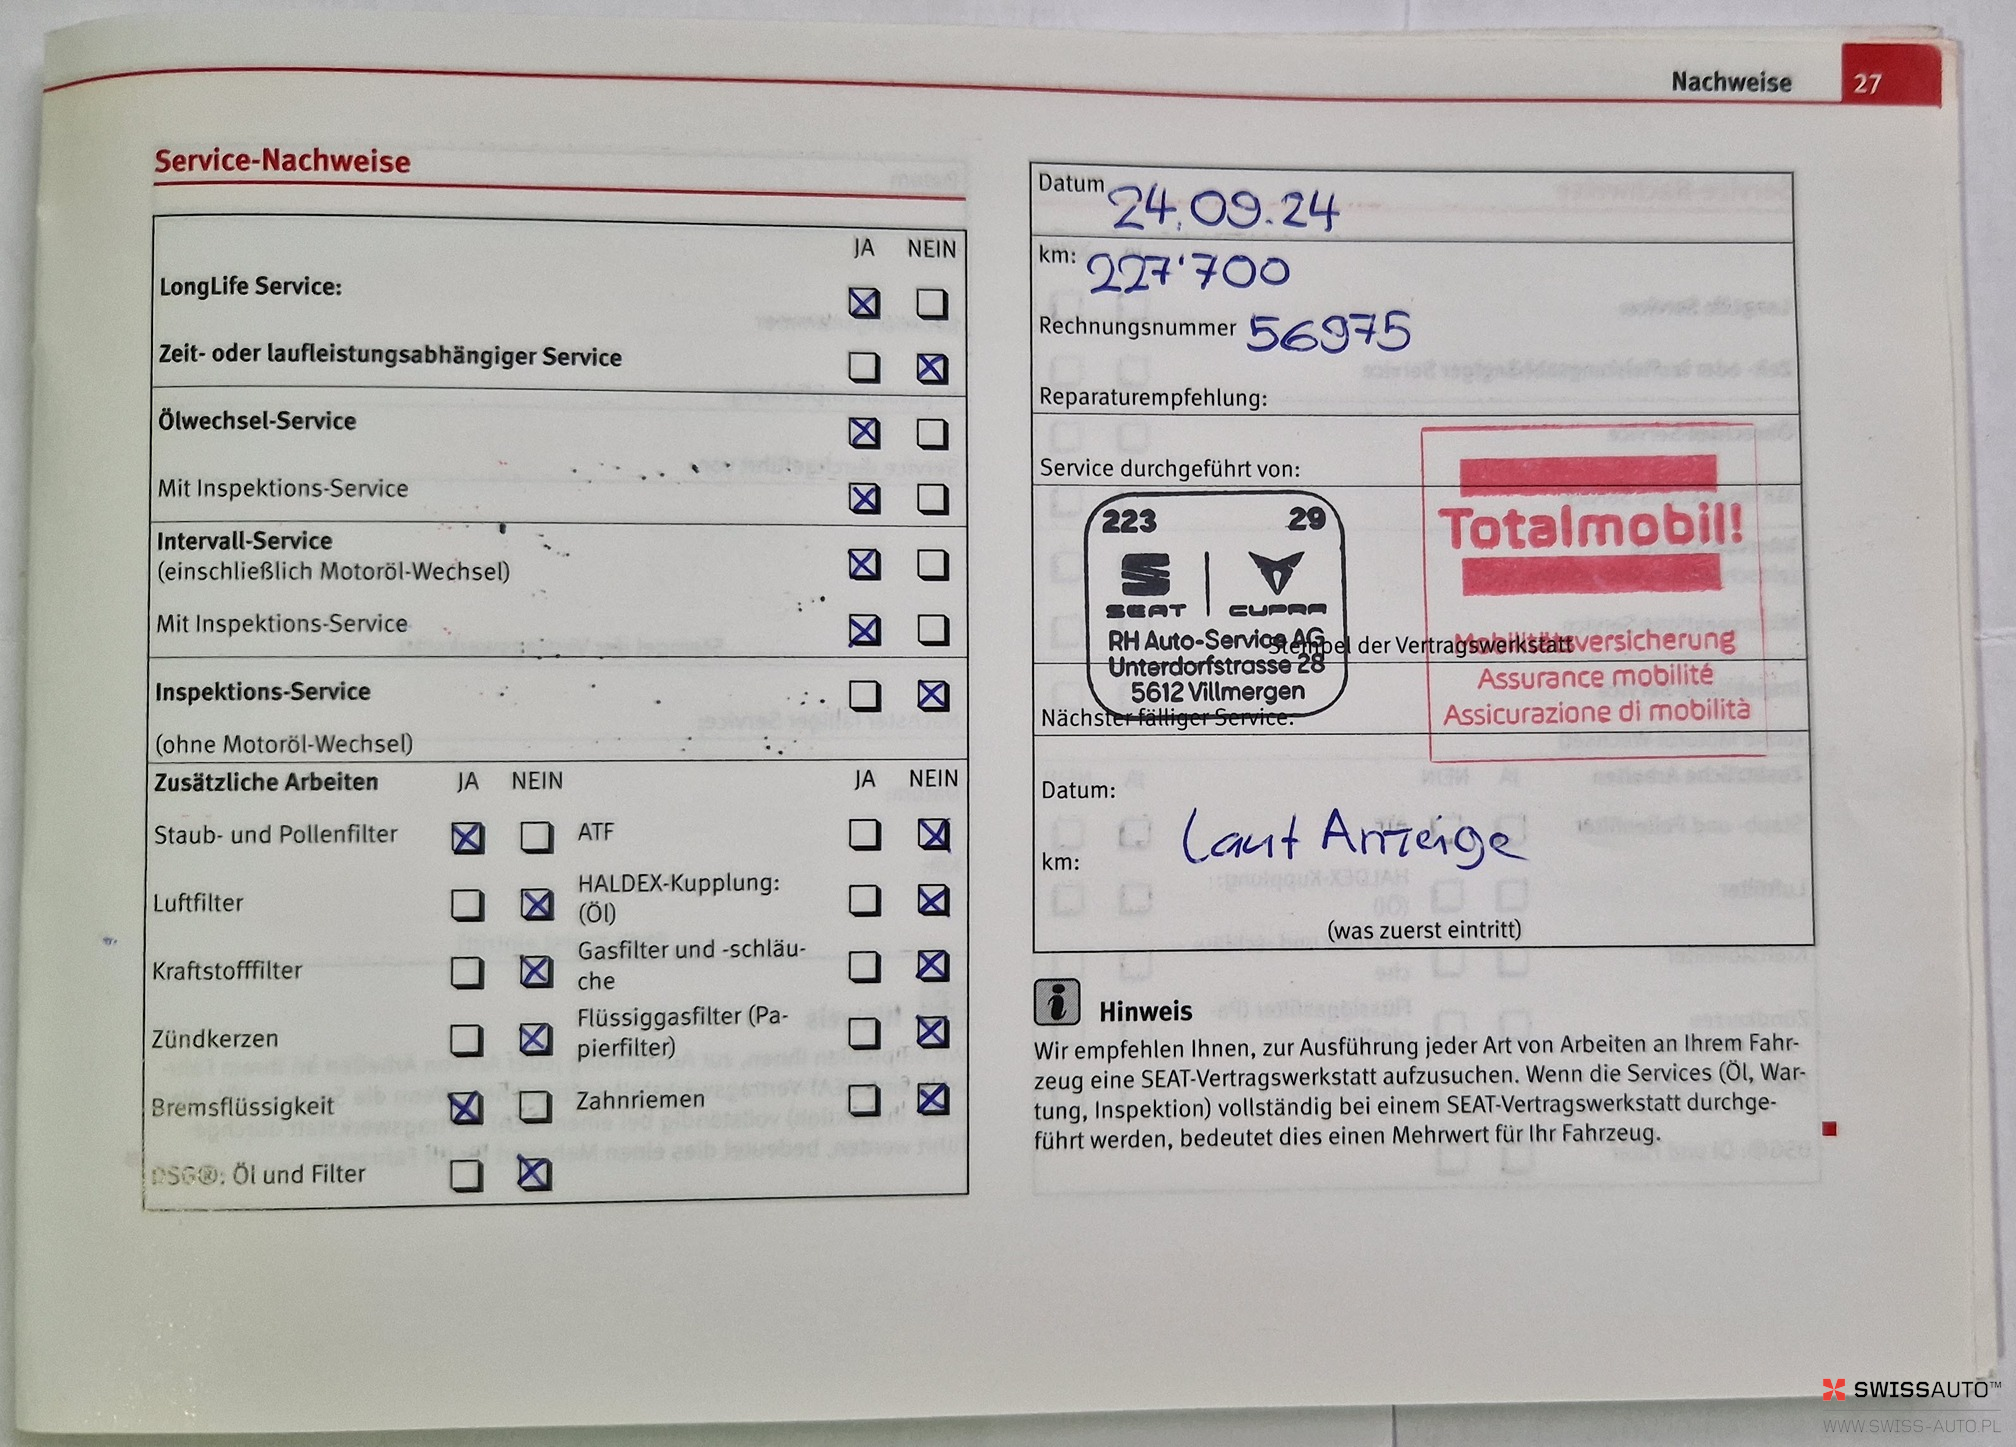 Nachweise 27
Service-Nachweise
JA NEIN
LongLife Service:
Zeit- oder laufleistungsabhängiger Service
Ölwechsel-Service
Mit Inspektions-Service
Intervall-Service
(einschließlich Motoröl-Wechsel)
Mit Inspektions-Service
Inspektions-Service
(ohne Motoröl-Wechsel)
Zusätzliche Arbeiten JA NEIN JA NEIN
Staub- und Pollenfilter ATF
Luftfilter HALDEX-Kupplung:
(Öl)
Kraftstofffilter Gasfilter und -schläu-
che
Zündkerzen Flüssiggasfilter (Pa-
pierfilter)
Bremsflüssigkeit Zahnriemen
DSG®: Öl und Filter
Datum 24.09.24
km: 227'700
Rechnungsnummer 56975
Reparaturempfehlung:
Service durchgeführt von:
223 29
SEAT CUPRA
RH Auto-Service AG
Unterdorfstrasse 28
5612 Villmergen
Stempel der Vertragswerkstatt
Totalmobil!
Mobilitätsversicherung
Assurance mobilité
Assicurazione di mobilità
Nächster fälliger Service:
Datum:
Laut Anzeige
km:
(was zuerst eintritt)
Hinweis
Wir empfehlen Ihnen, zur Ausführung jeder Art von Arbeiten an Ihrem Fahr-
zeug eine SEAT-Vertragswerkstatt aufzusuchen. Wenn die Services (Öl, War-
tung, Inspektion) vollständig bei einem SEAT-Vertragswerkstatt durchge-
führt werden, bedeutet dies einen Mehrwert für Ihr Fahrzeug.
SWISSAUTO™
WWW.SWISS-AUTO.PL